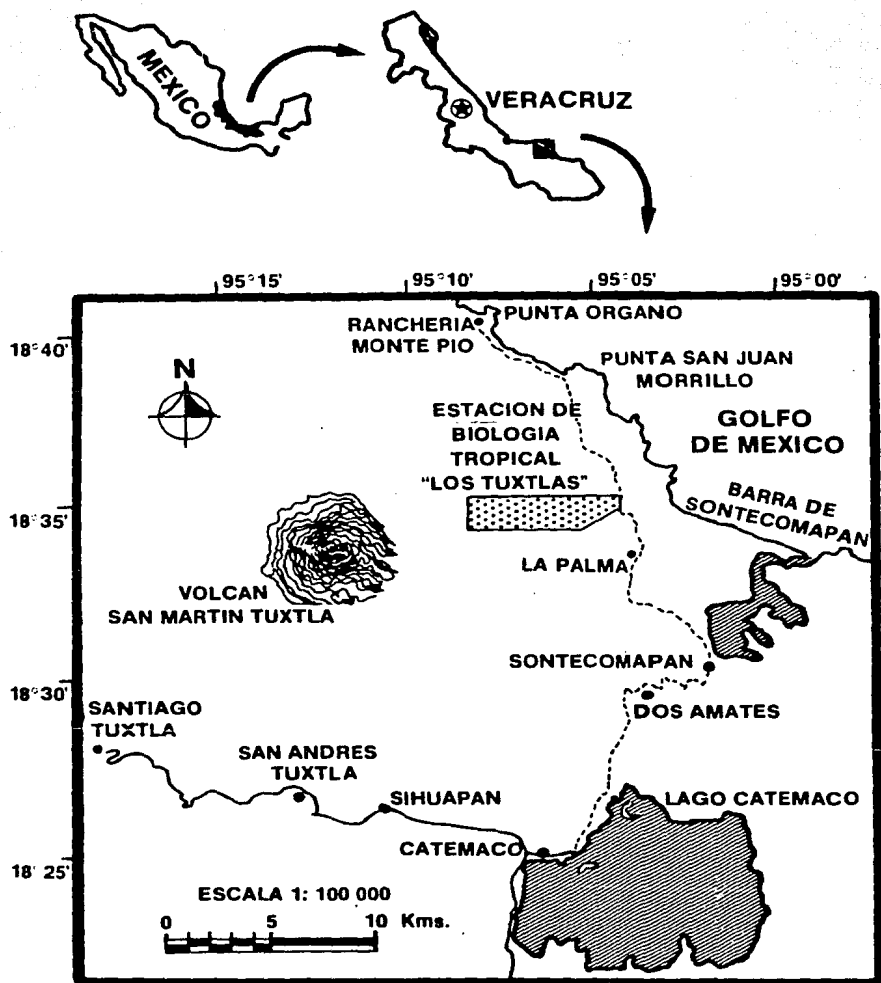 MEXICO
VERACRUZ
95°15'
95°10'
95°05'
95°00'
18°40'
18°35'
18°30'
18°25'
N
RANCHERIA
MONTE PIO
PUNTA ORGANO
PUNTA SAN JUAN
MORRILLO
ESTACION DE
BIOLOGIA
TROPICAL
"LOS TUXTLAS"
GOLFO
DE MEXICO
BARRA DE
SONTECOMAPAN
LA PALMA
VOLCAN
SAN MARTIN TUXTLA
SONTECOMAPAN
DOS AMATES
SANTIAGO
TUXTLA
SAN ANDRES
TUXTLA
SIHUAPAN
LAGO CATEMACO
CATEMACO
ESCALA 1: 100 000
0 5 10 Kms.